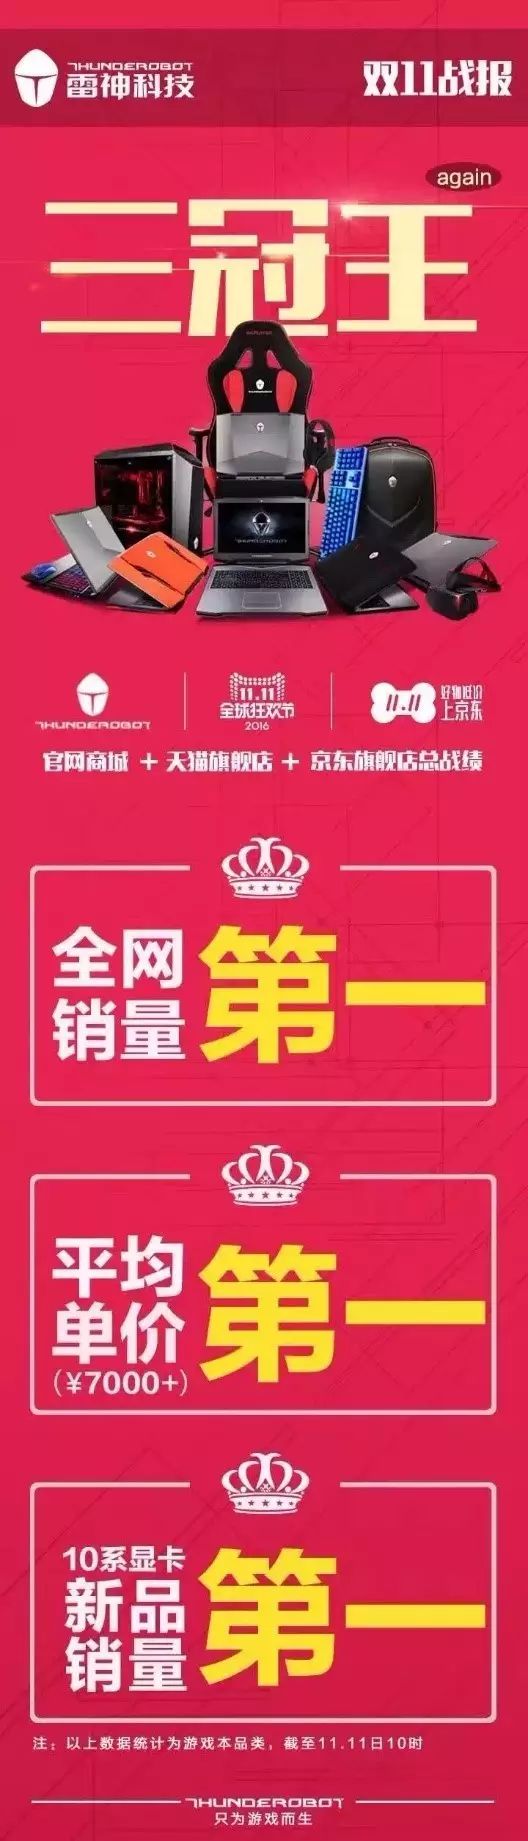 THUNDEROBOT
雷神科技
双11战报
again
三冠王
THUNDEROBOT
THUNDEROBOT
11.11
全球狂欢节
2016
11.11
好物低价
上京东
官网商城 + 天猫旗舰店 + 京东旗舰店总战绩
全网
销量
第一
平均
单价
(¥7000+)
第一
10系显卡
新品
销量
第一
注：以上数据统计为游戏本品类，截至11.11日10时
THUNDEROBOT
只为游戏而生